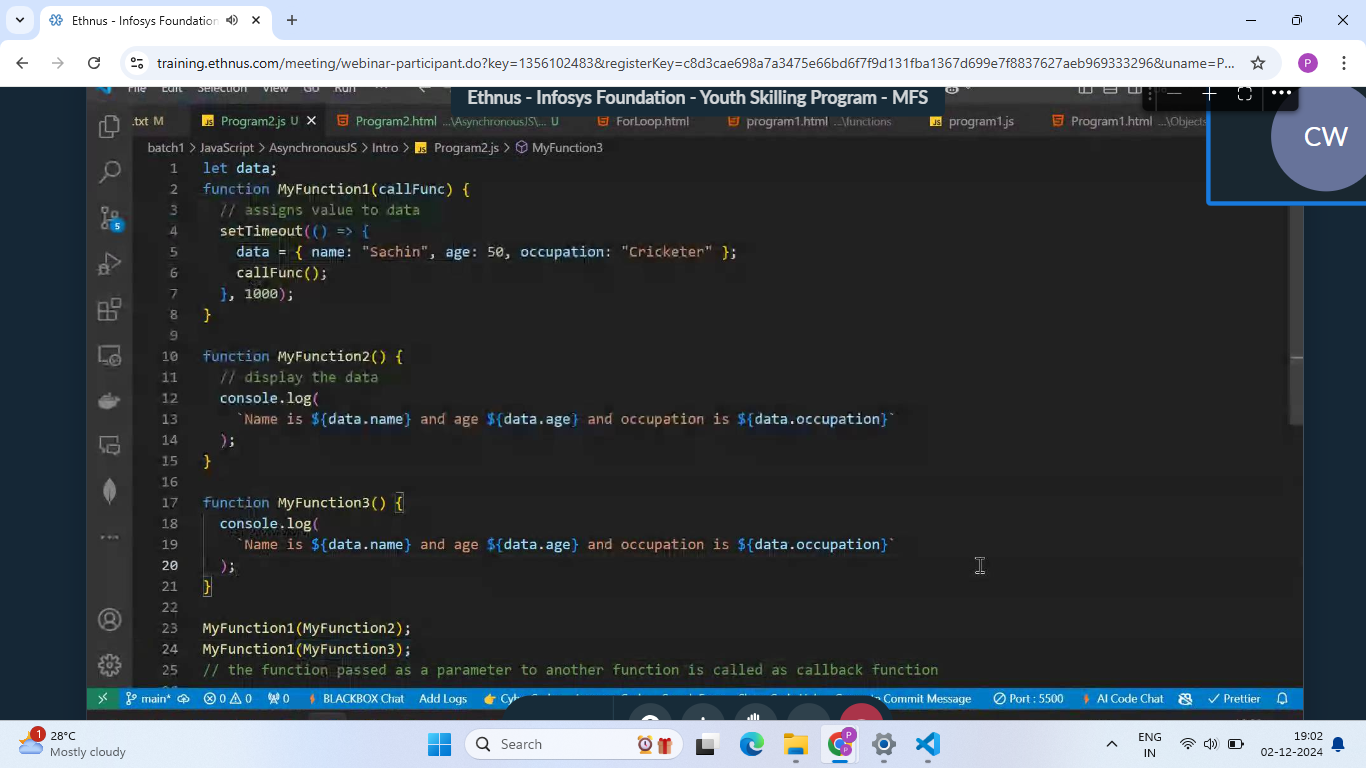 Ethnus - Infosys Foundation
training.ethnus.com/meeting/webinar-participant.do?key=1356102483&registerKey=c8d3cae698a7a3475e66bd6f7f9d131fba1367d699e7f8837627aeb969333296&uname=P...
P
File Edit Selection View Go Run
Ethnus - Infosys Foundation - Youth Skilling Program - MFS
CW
.txt M
JS Program2.js U
Program2.html ...\AsynchronousJS\... U
ForLoop.html
program1.html ...\functions
JS program1.js
Program1.html ...\Objects
batch1 > JavaScript > AsynchronousJS > Intro > JS Program2.js > MyFunction3
1 let data;
2 function MyFunction1(callFunc) {
3 // assigns value to data
4 setTimeout(() => {
5 data = { name: "Sachin", age: 50, occupation: "Cricketer" };
6 callFunc();
7 }, 1000);
8 }
9
10 function MyFunction2() {
11 // display the data
12 console.log(
13 `Name is ${data.name} and age ${data.age} and occupation is ${data.occupation}`
14 );
15 }
16
17 function MyFunction3() {
18 console.log(
19 `Name is ${data.name} and age ${data.age} and occupation is ${data.occupation}`
20 );
21 }
22
23 MyFunction1(MyFunction2);
24 MyFunction1(MyFunction3);
25 // the function passed as a parameter to another function is called as callback function
5
main* 0 0 0 BLACKBOX Chat Add Logs
Commit Message Port : 5500 AI Code Chat Prettier
1
28°C
Mostly cloudy
Search
P
ENG
IN
19:02
02-12-2024